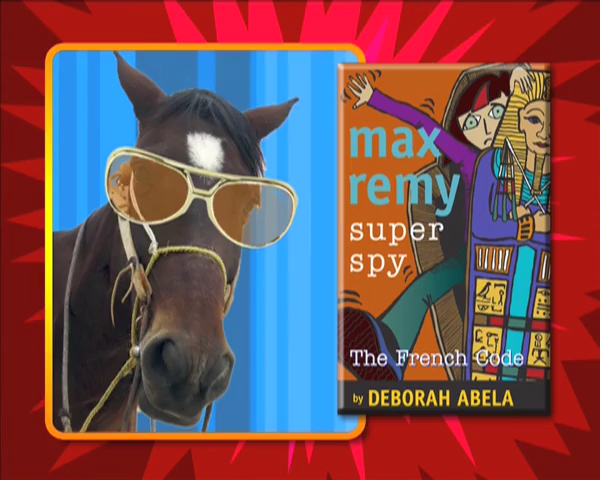 max
remy
super
spy
The French Code
by DEBORAH ABELA